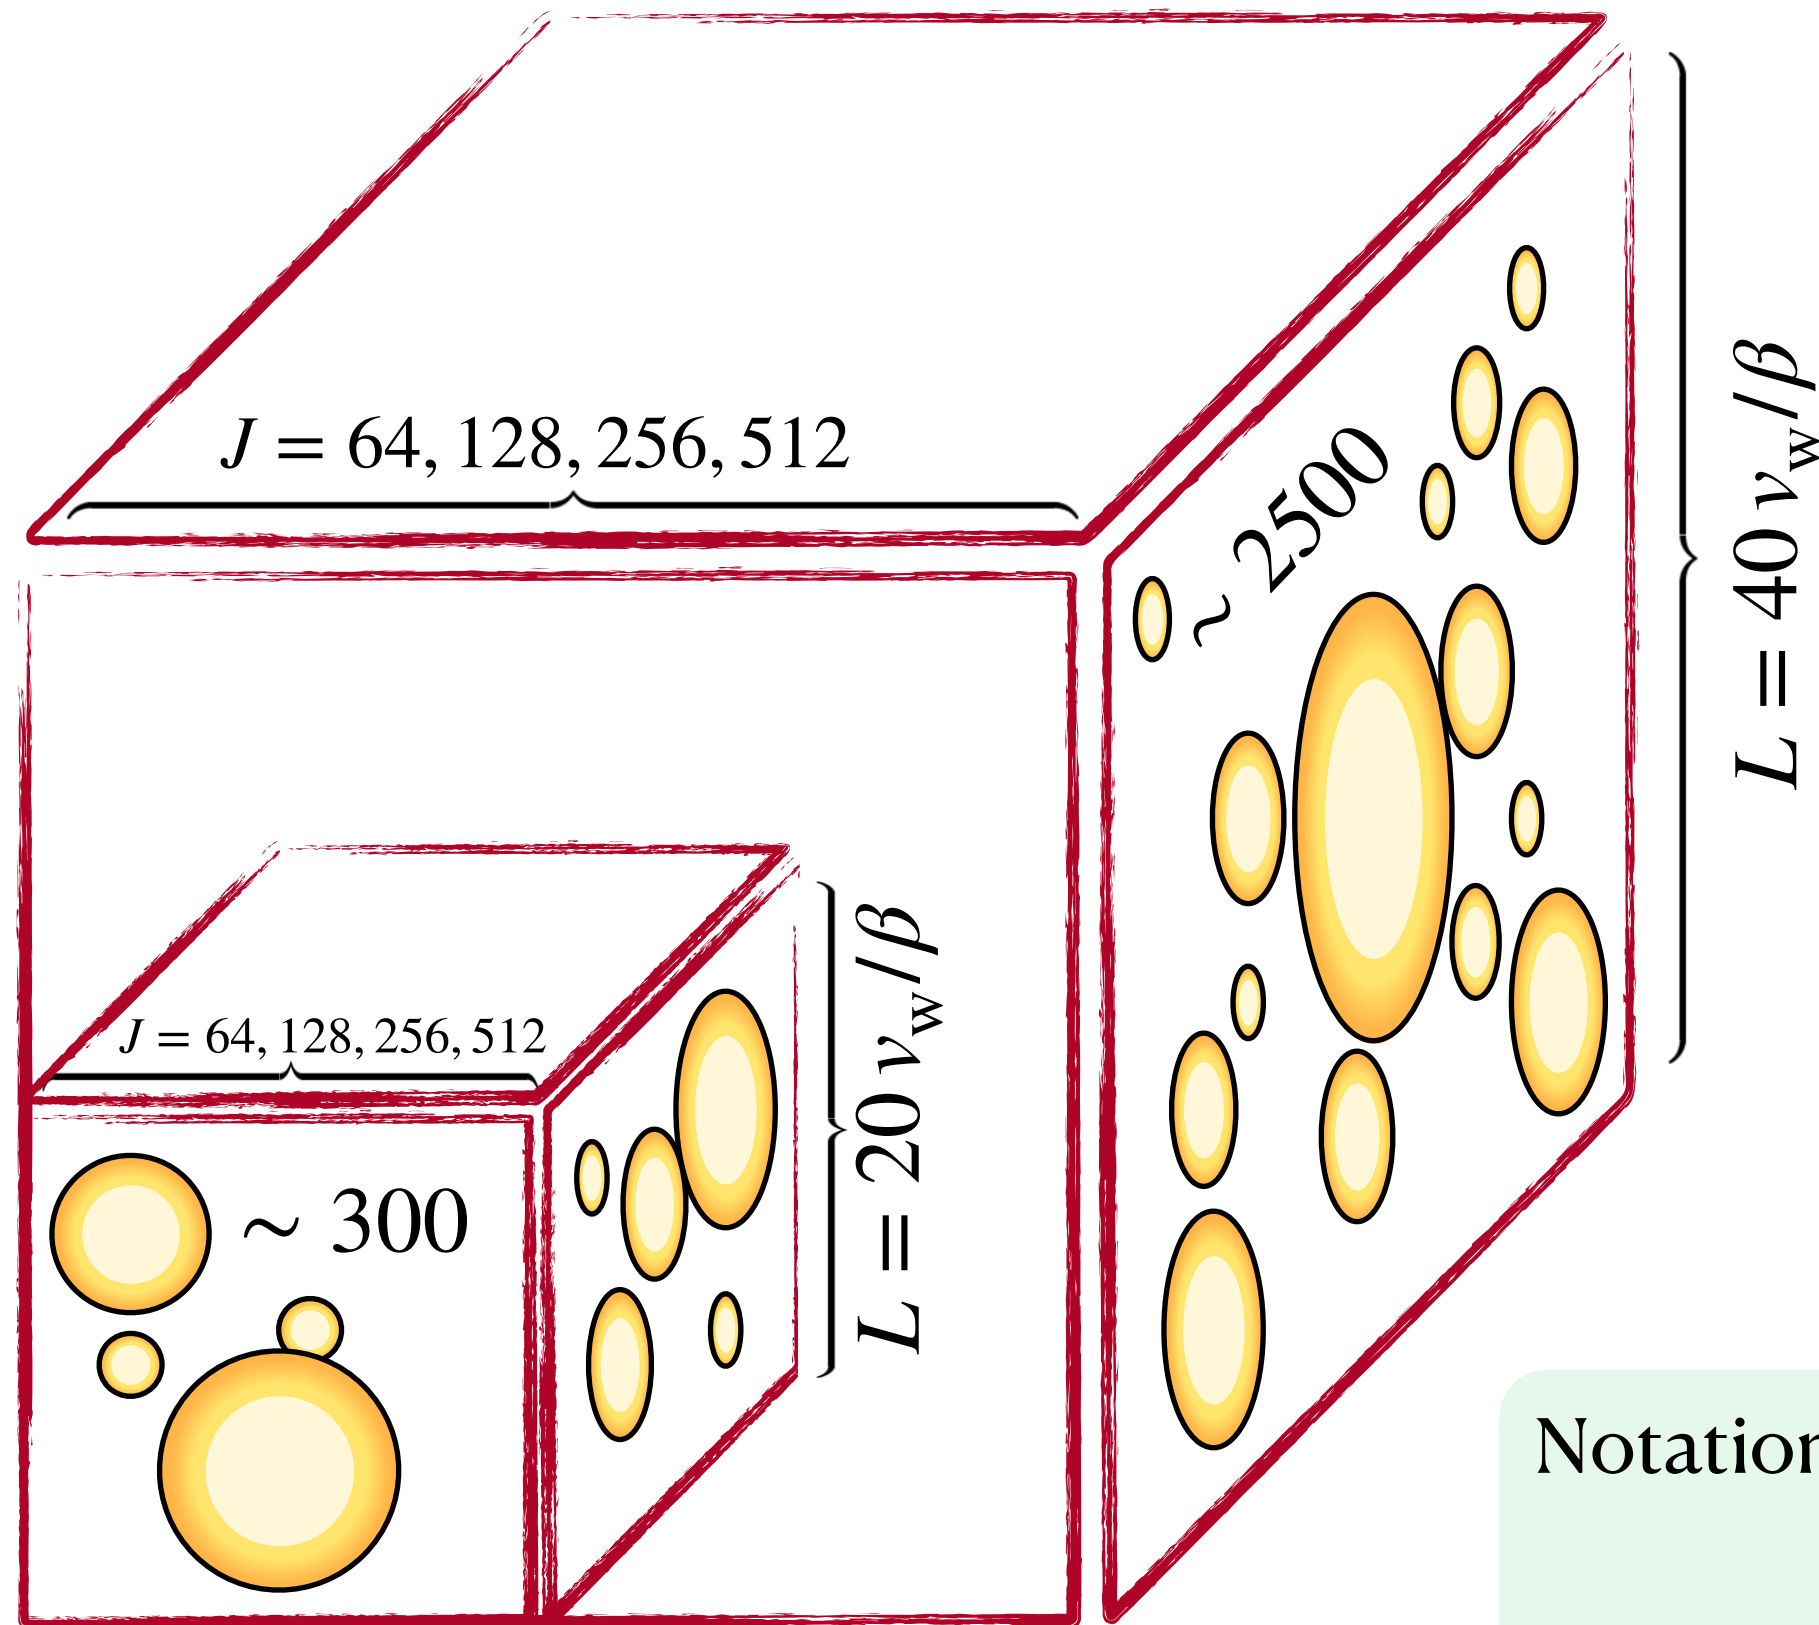 J = 64, 128, 256, 512
~ 2500
L = 40 v_w/β
J = 64, 128, 256, 512
~ 300
L = 20 v_w/β